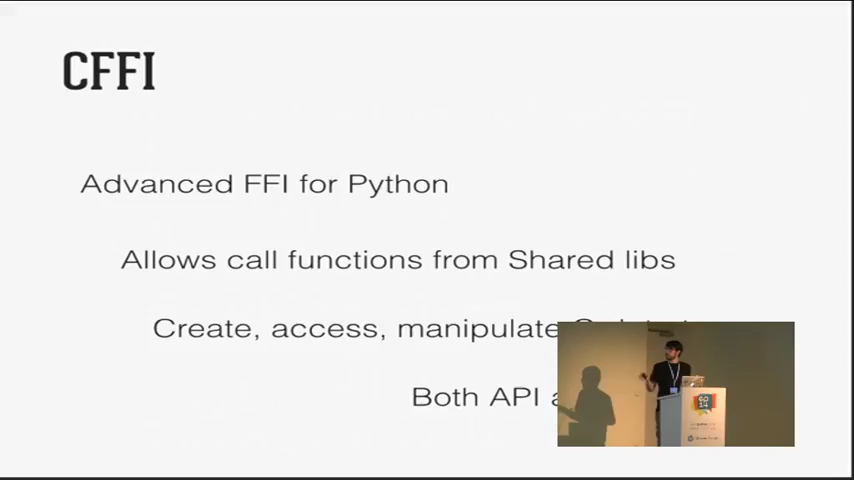 CFFI
Advanced FFI for Python
Allows call functions from Shared libs
Create, access, manipulate
Both API